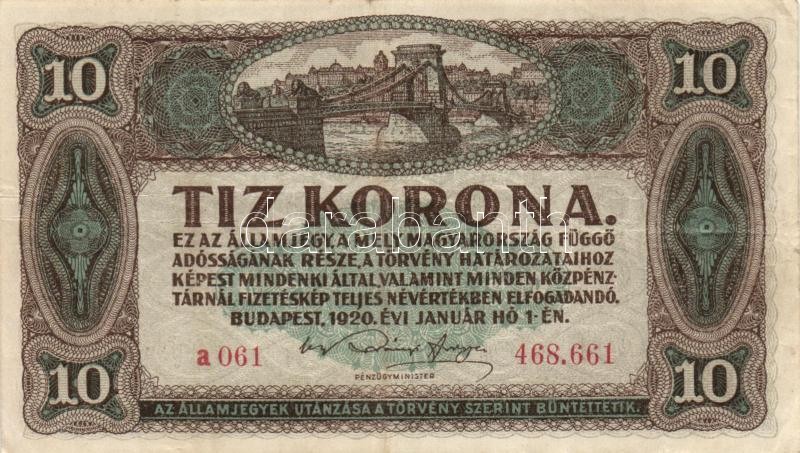 10 10
TIZ KORONA.
EZ AZ ÁLLAMJEGY, A MELY MAGYARORSZÁG FÜGGŐ
ADÓSSÁGÁNAK RÉSZE, A TÖRVÉNY HATÁROZATAIHOZ
KÉPEST MINDENKI ÁLTAL, VALAMINT MINDEN KÖZPÉNZ-
TÁRNÁL FIZETÉSKÉP TELJES NÉVÉRTÉKBEN ELFOGADANDÓ.
BUDAPEST, 1920. ÉVI JANUÁR HÓ 1-ÉN.
a 061 468.661
PÉNZÜGYMINISTER
10 10
AZ ÁLLAMJEGYEK UTÁNZÁSA A TÖRVÉNY SZERINT BÜNTETTETIK.
darabanth